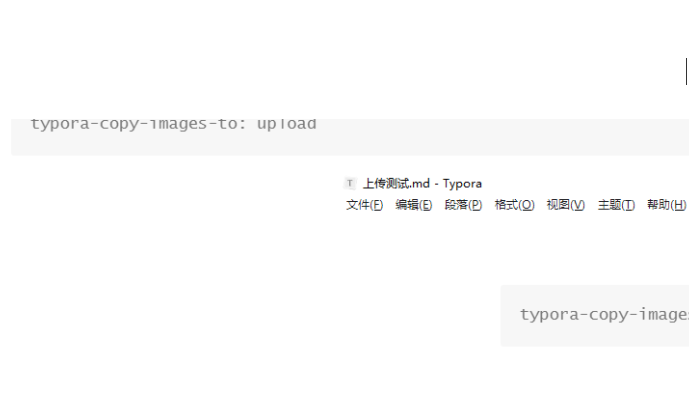 typora-copy-images-to: upload
上传测试.md - Typora
文件(F) 编辑(E) 段落(P) 格式(O) 视图(V) 主题(T) 帮助(H)
typora-copy-images